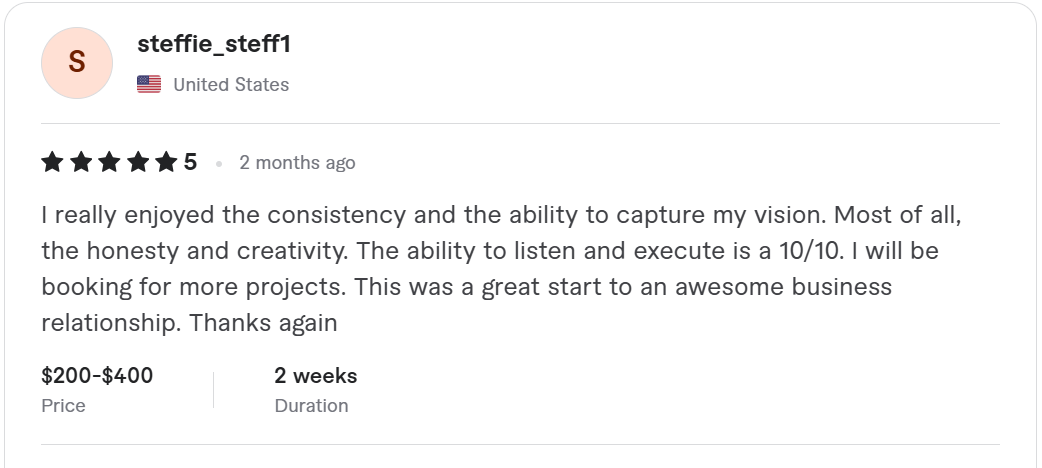 S
steffie_steff1
United States
5
2 months ago
I really enjoyed the consistency and the ability to capture my vision. Most of all,
the honesty and creativity. The ability to listen and execute is a 10/10. I will be
booking for more projects. This was a great start to an awesome business
relationship. Thanks again
$200-$400
Price
2 weeks
Duration